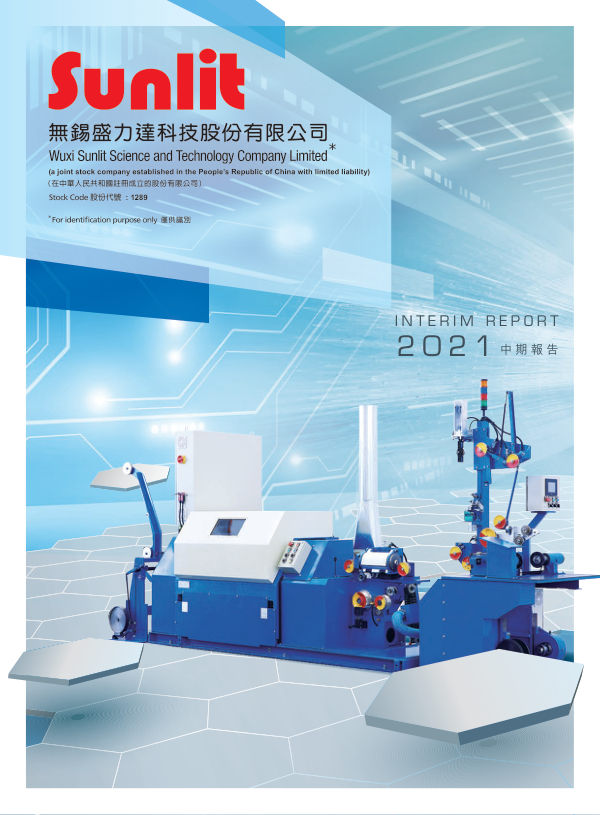 Sunlit
無錫盛力達科技股份有限公司
Wuxi Sunlit Science and Technology Company Limited*
(a joint stock company established in the People's Republic of China with limited liability)
(在中華人民共和國註冊成立的股份有限公司)
Stock Code 股份代號 : 1289
*For identification purpose only 僅供識別
INTERIM REPORT
2021 中期報告